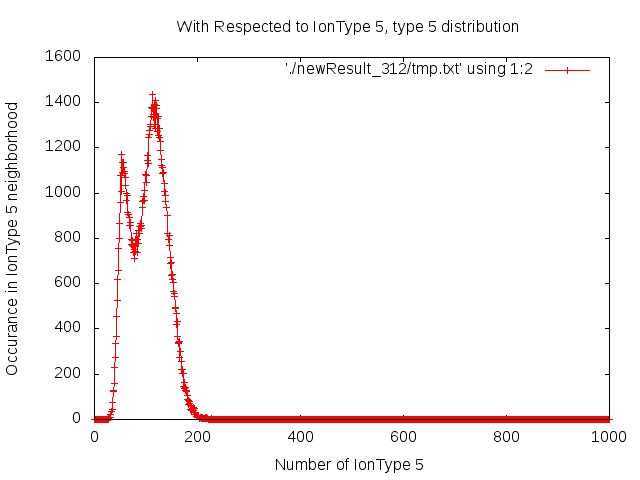 With Respected to IonType 5, type 5 distribution
'./newResult_312/tmp.txt' using 1:2
Occurance in IonType 5 neighborhood
1600
1400
1200
1000
800
600
400
200
0
0 200 400 600 800 1000
Number of IonType 5